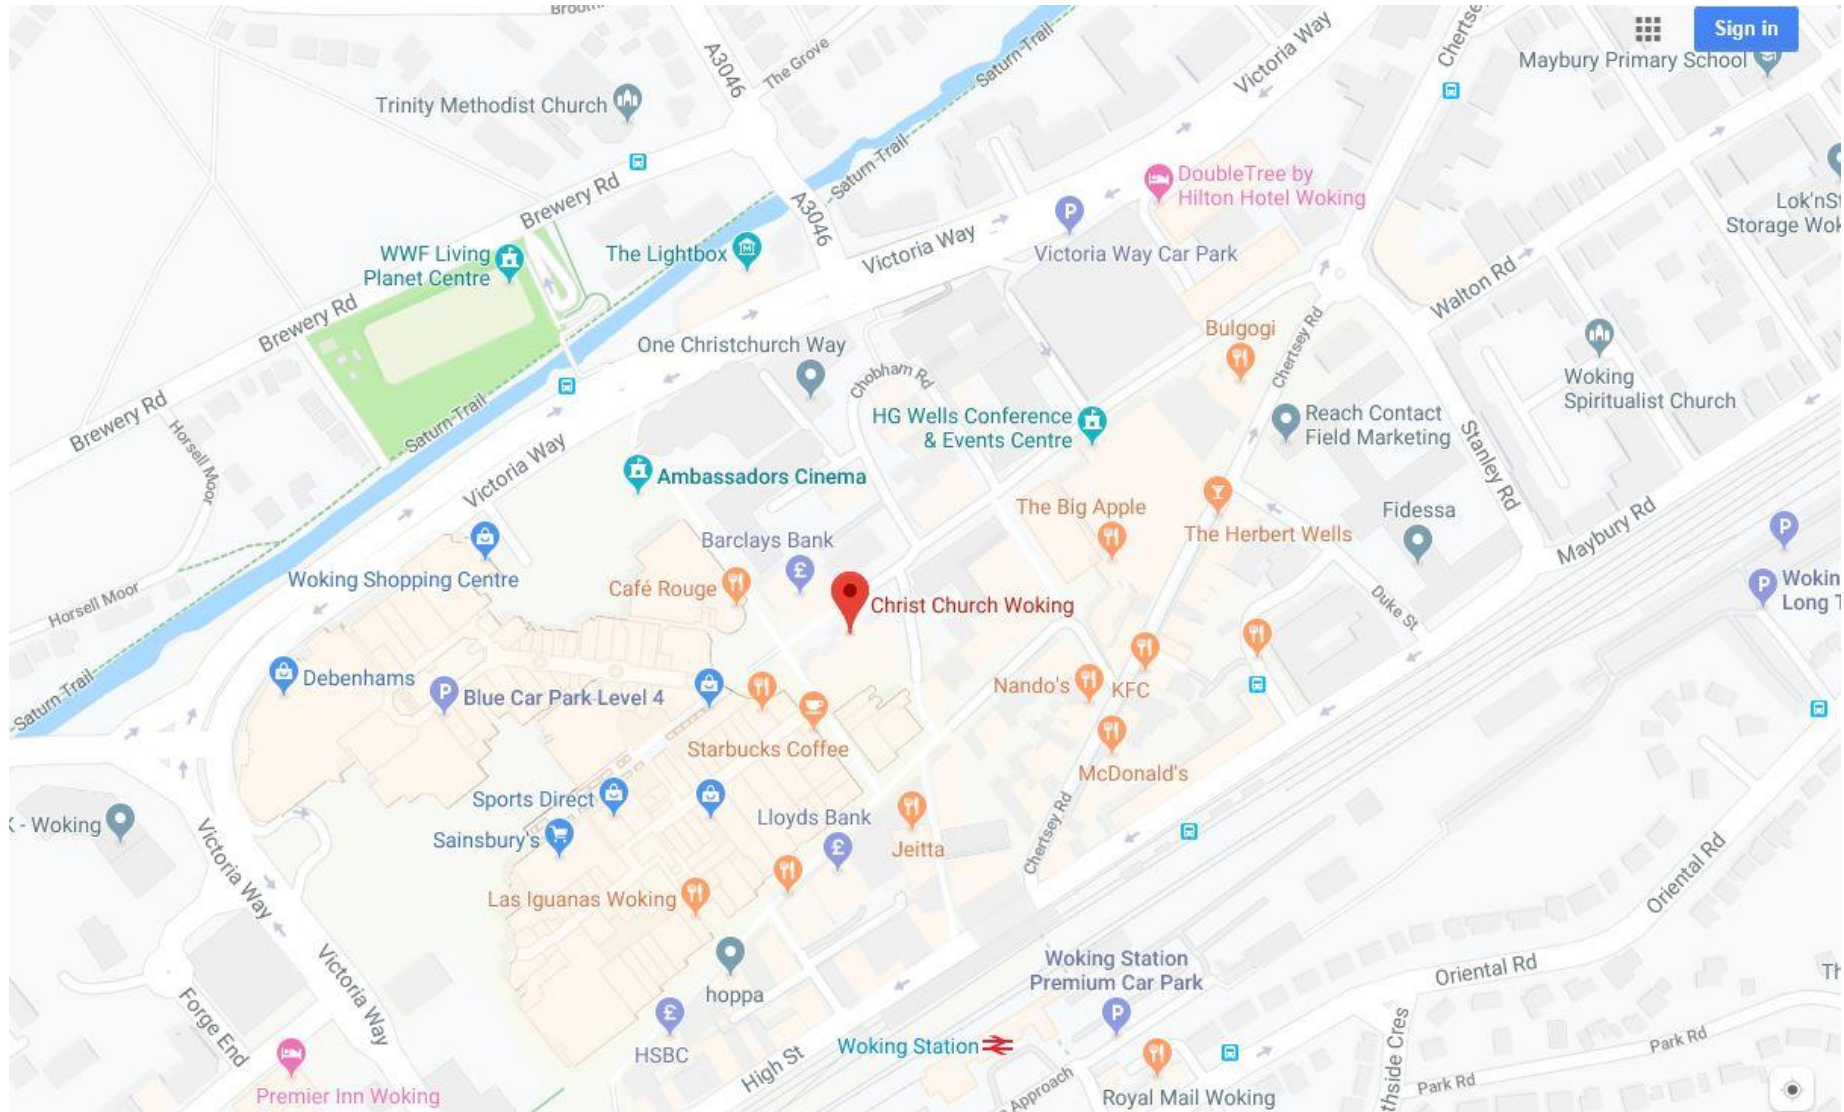 Broom
Sign in
Chertse
Maybury Primary School
Victoria Way
A3046
The Grove
Saturn Trail
Trinity Methodist Church
Saturn Trail
DoubleTree by
Hilton Hotel Woking
Brewery Rd
A3046
Lok'nSt
Storage Wok
WWF Living
Planet Centre
The Lightbox
Victoria Way
P
Victoria Way Car Park
Walton Rd
Brewery Rd
One Christchurch Way
Bulgogi
Chertsey Rd
Chobham Rd
Woking
Spiritualist Church
Brewery Rd
Saturn Trail
HG Wells Conference
& Events Centre
Reach Contact
Field Marketing
Horsell Moor
Victoria Way
Ambassadors Cinema
Stanley Rd
The Big Apple
Fidessa
Maybury Rd
The Herbert Wells
P
Barclays Bank
£
Woking Shopping Centre
Café Rouge
Christ Church Woking
Horsell Moor
Duke St
P
Wokin
Long T
Saturn Trail
Debenhams
P
Blue Car Park Level 4
Nando's
KFC
Starbucks Coffee
McDonald's
Sports Direct
Sainsbury's
Lloyds Bank
£
Jeitta
Chertsey Rd
- Woking
Victoria Way
Oriental Rd
Las Iguanas Woking
hoppa
Woking Station
Premium Car Park
P
Oriental Rd
Th
Victoria Way
Forge End
£
HSBC
Woking Station
High St
Approach
Royal Mail Woking
thside Cres
Park Rd
Park Rd
Premier Inn Woking